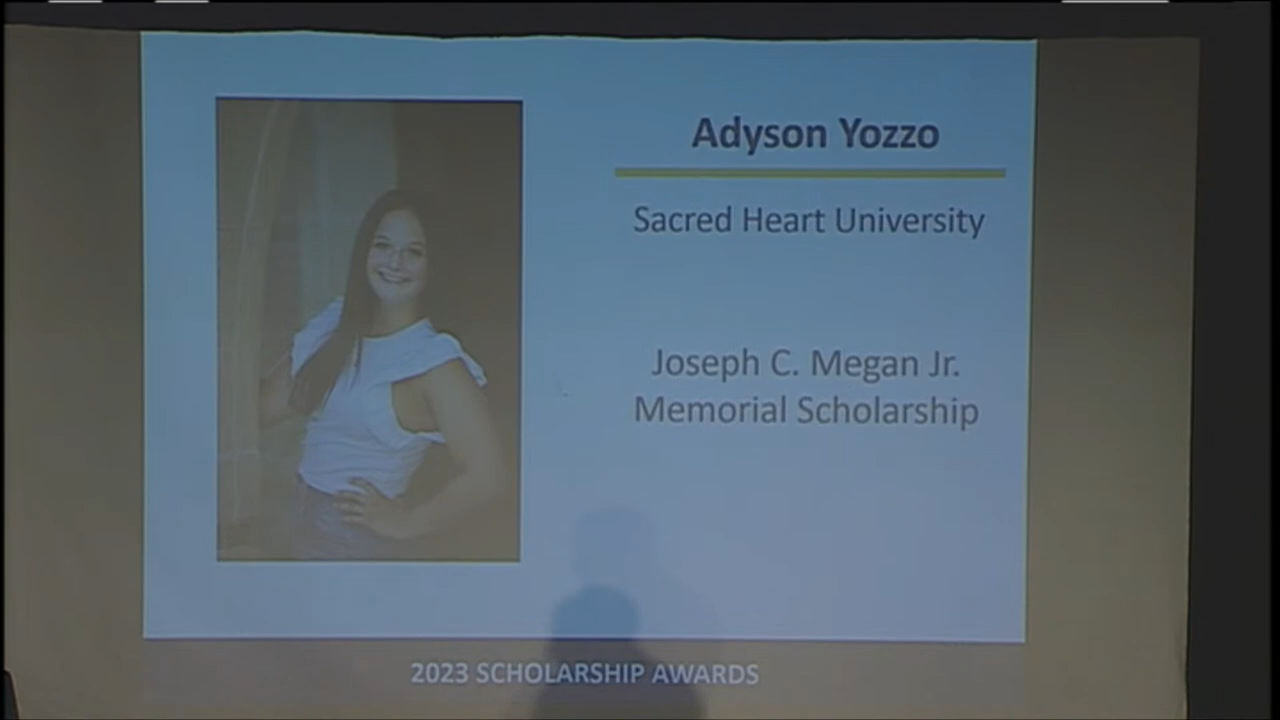 Adyson Yozzo
Sacred Heart University
Joseph C. Megan Jr.
Memorial Scholarship
2023 SCHOLARSHIP AWARDS